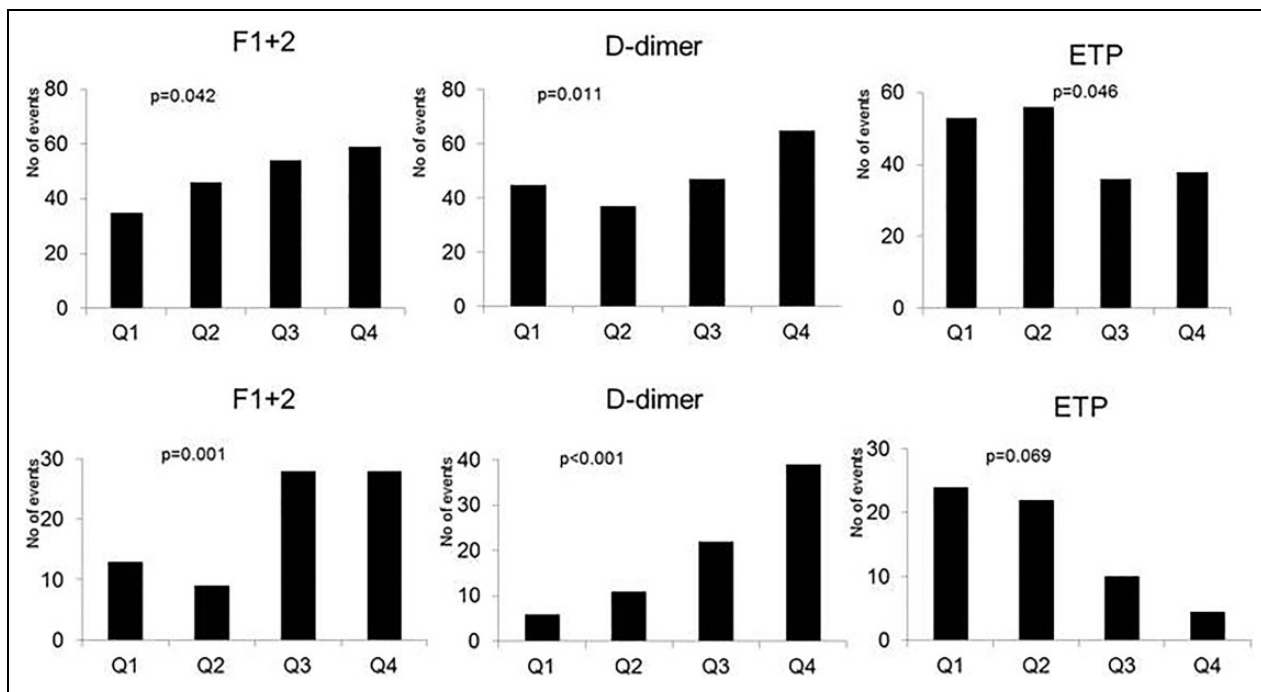 F1+2
No of events
p=0.042
80
60
40
20
0
Q1 Q2 Q3 Q4
D-dimer
No of events
p=0.011
80
60
40
20
0
Q1 Q2 Q3 Q4
ETP
No of events
p=0.046
60
40
20
0
Q1 Q2 Q3 Q4
F1+2
No of events
p=0.001
30
20
10
0
Q1 Q2 Q3 Q4
D-dimer
No of events
p<0.001
40
30
20
10
0
Q1 Q2 Q3 Q4
ETP
No of events
p=0.069
30
20
10
0
Q1 Q2 Q3 Q4